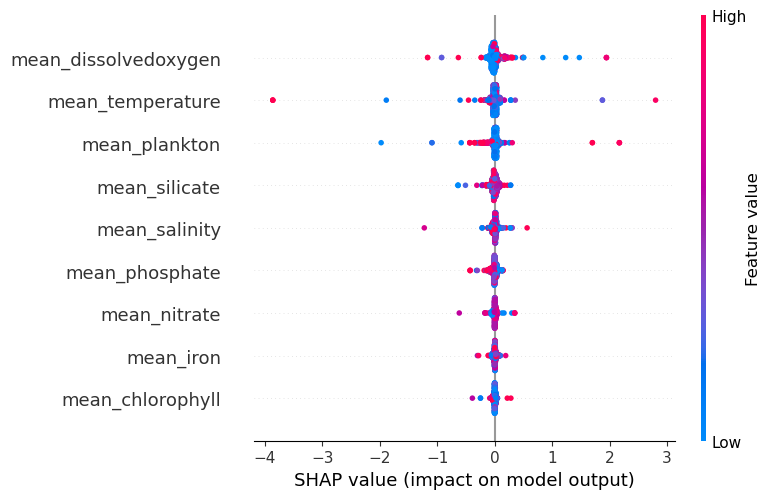 High
mean_dissolvedoxygen
mean_temperature
mean_plankton
mean_silicate
mean_salinity
mean_phosphate
mean_nitrate
mean_iron
mean_chlorophyll
Feature value
Low
−4 −3 −2 −1 0 1 2 3
SHAP value (impact on model output)